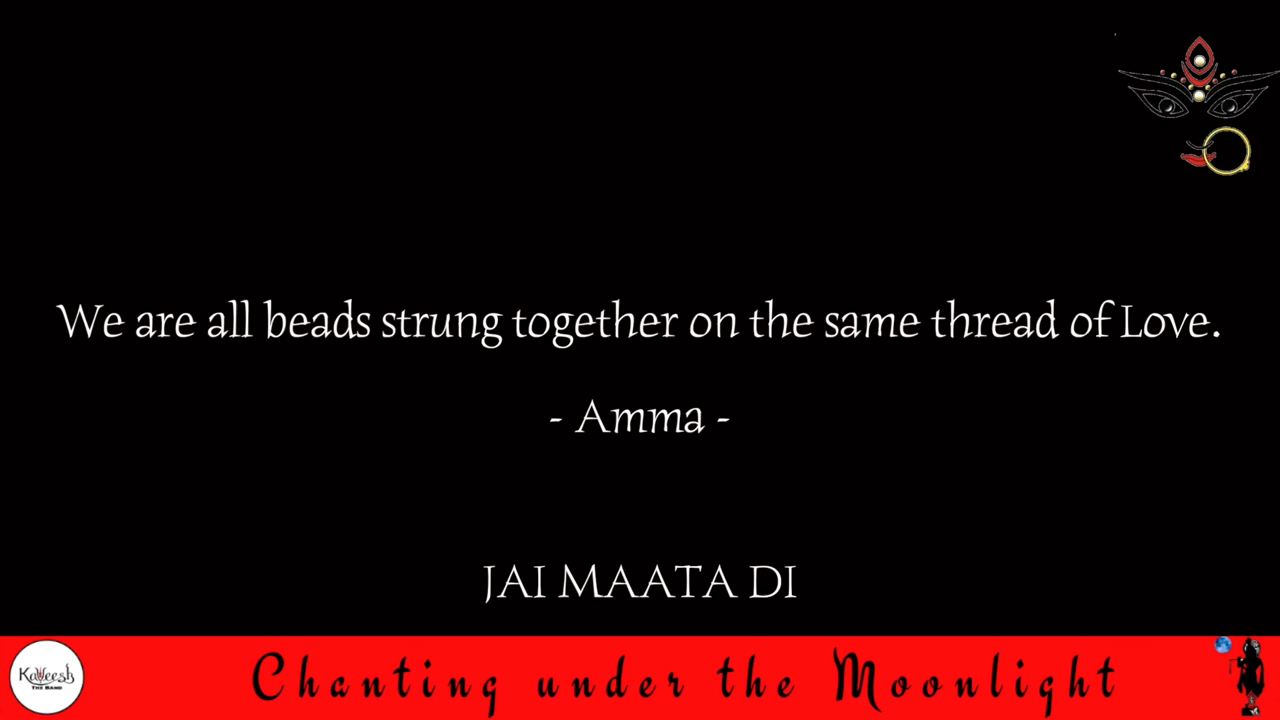 We are all beads strung together on the same thread of Love.
- Amma -
JAI MAATA DI
Chanting under the Moonlight
THE BAND